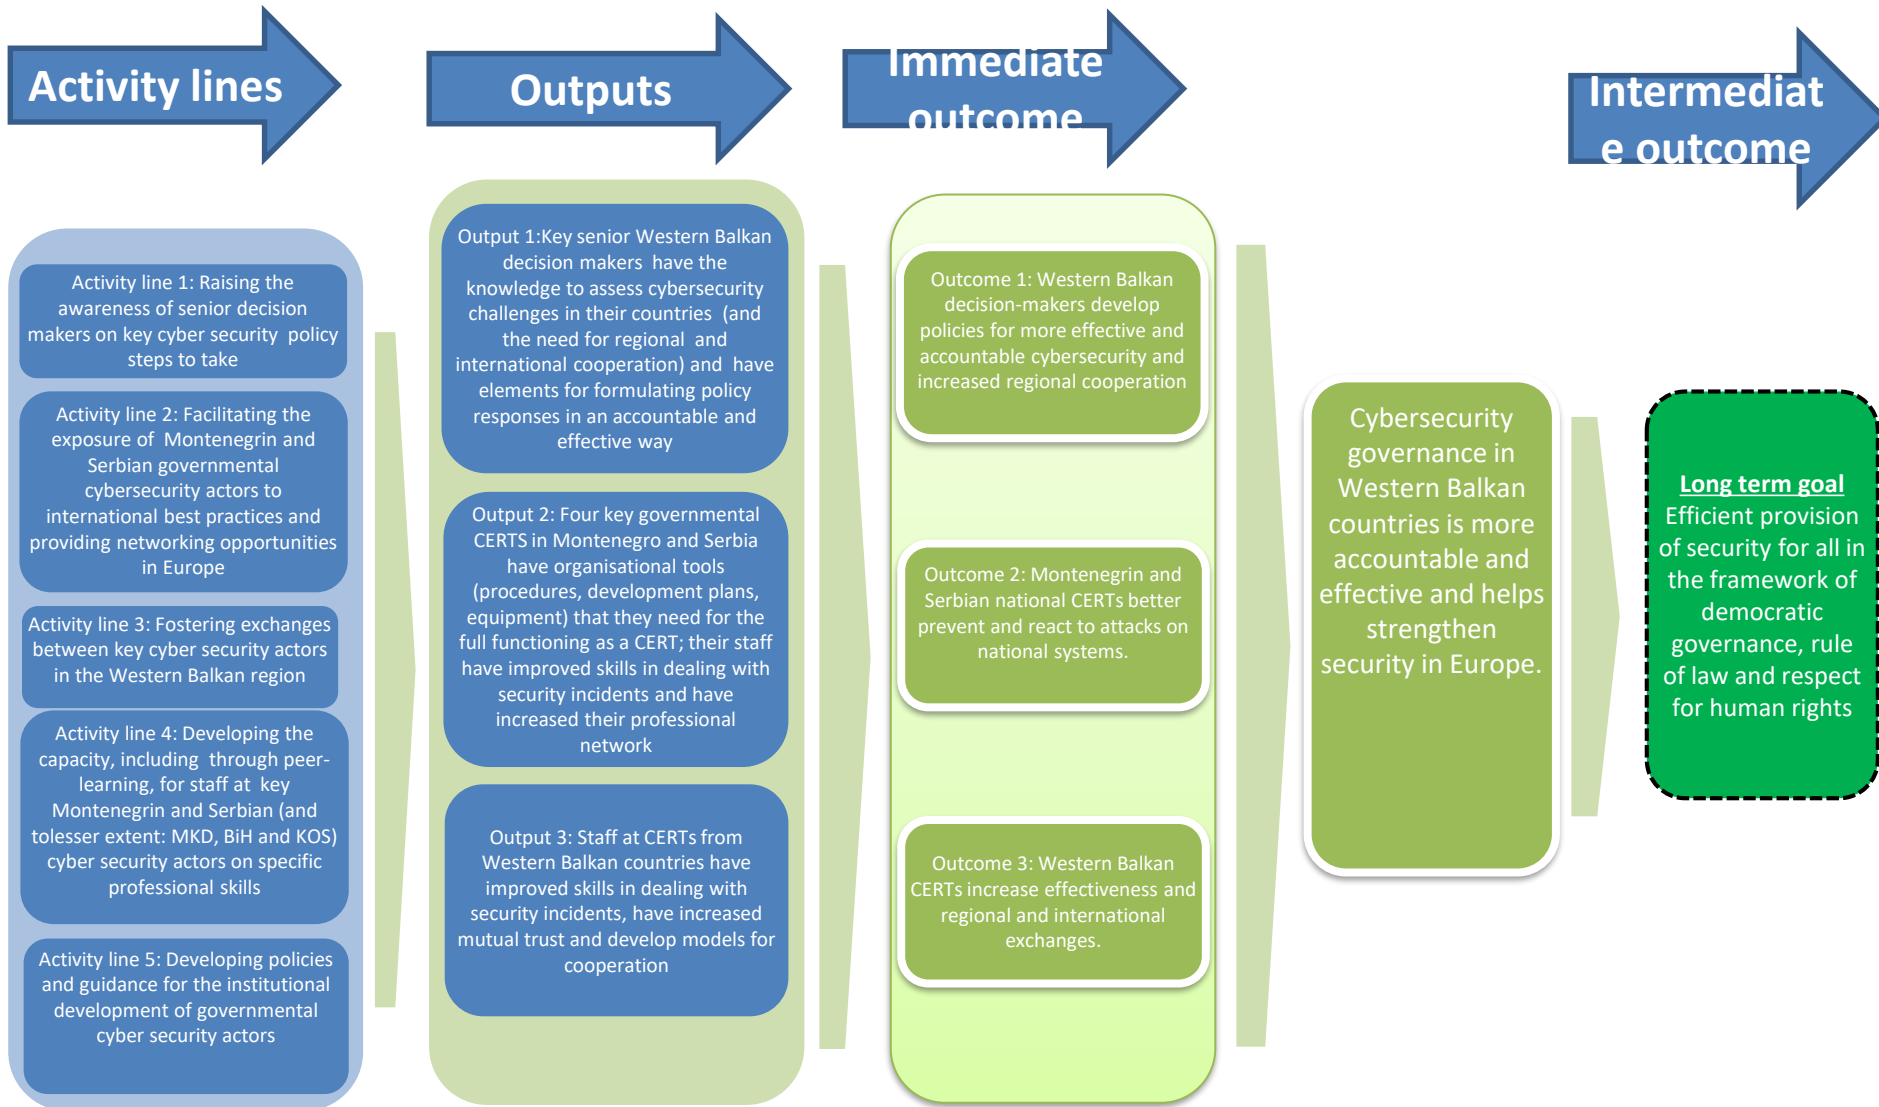 Activity lines
Outputs
Immediate
outcome
Intermediat
e outcome
Activity line 1: Raising the
awareness of senior decision
makers on key cyber security policy
steps to take
Activity line 2: Facilitating the
exposure of Montenegrin and
Serbian governmental
cybersecurity actors to
international best practices and
providing networking opportunities
in Europe
Activity line 3: Fostering exchanges
between key cyber security actors
in the Western Balkan region
Activity line 4: Developing the
capacity, including through peer-
learning, for staff at key
Montenegrin and Serbian (and
tolesser extent: MKD, BiH and KOS)
cyber security actors on specific
professional skills
Activity line 5: Developing policies
and guidance for the institutional
development of governmental
cyber security actors
Output 1:Key senior Western Balkan
decision makers have the
knowledge to assess cybersecurity
challenges in their countries (and
the need for regional and
international cooperation) and have
elements for formulating policy
responses in an accountable and
effective way
Output 2: Four key governmental
CERTS in Montenegro and Serbia
have organisational tools
(procedures, development plans,
equipment) that they need for the
full functioning as a CERT; their staff
have improved skills in dealing with
security incidents and have
increased their professional
network
Output 3: Staff at CERTs from
Western Balkan countries have
improved skills in dealing with
security incidents, have increased
mutual trust and develop models for
cooperation
Outcome 1: Western Balkan
decision-makers develop
policies for more effective and
accountable cybersecurity and
increased regional cooperation
Outcome 2: Montenegrin and
Serbian national CERTs better
prevent and react to attacks on
national systems.
Outcome 3: Western Balkan
CERTs increase effectiveness and
regional and international
exchanges.
Cybersecurity
governance in
Western Balkan
countries is more
accountable and
effective and helps
strengthen
security in Europe.
Long term goal
Efficient provision
of security for all in
the framework of
democratic
governance, rule
of law and respect
for human rights